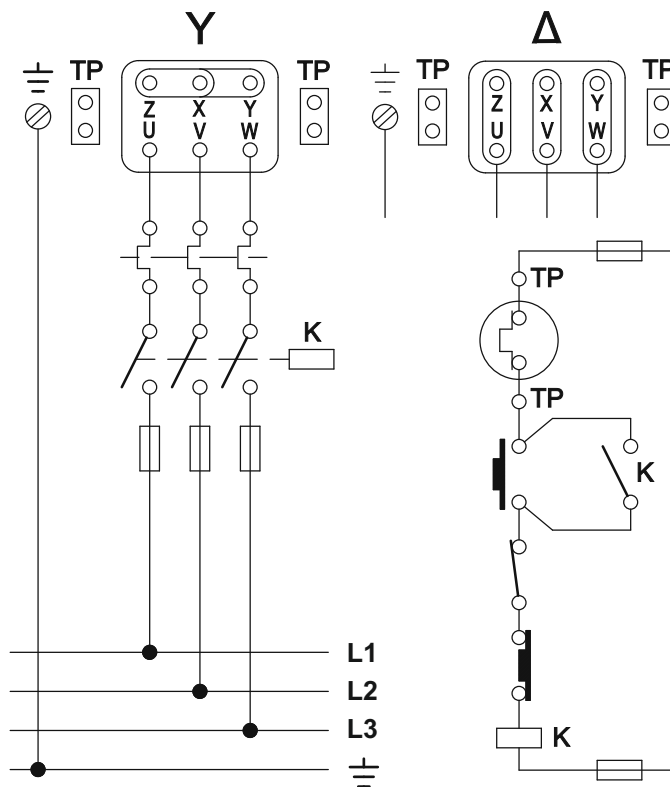 Y Δ
TP TP TP TP
Z X Y Z X Y
U V W U V W
TP
K
TP
K
L1
L2
L3
K